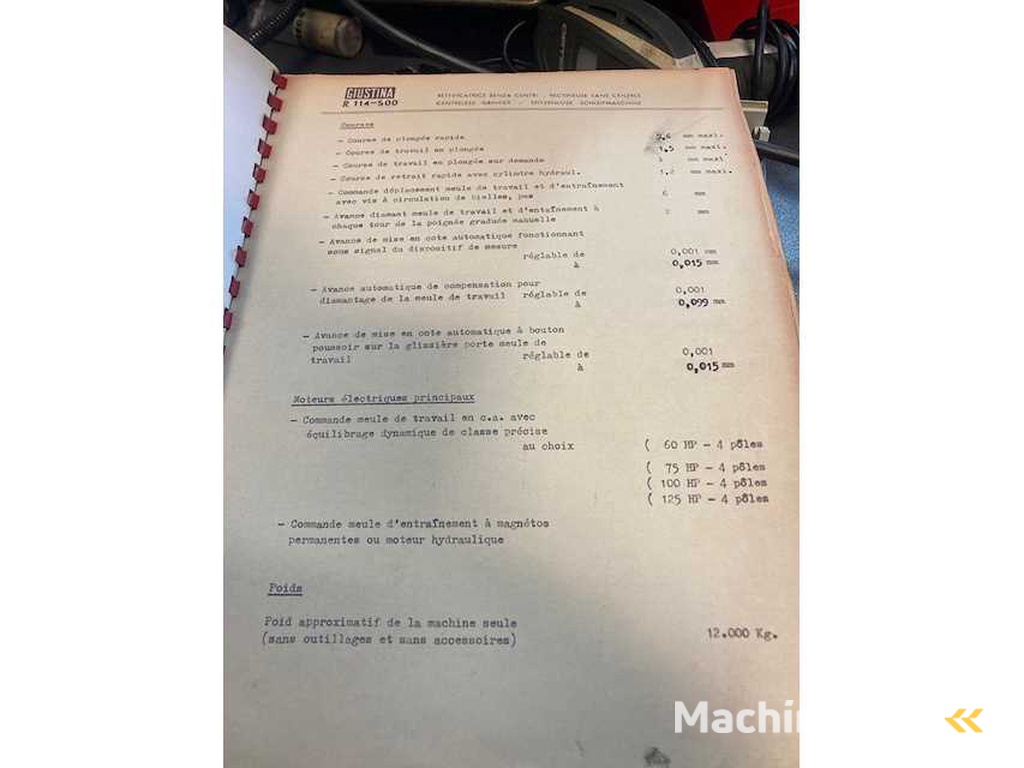 GIUSTINA
R 114-500
RETTIFICATRICE SENZA CENTRI - RECTIFIEUSE SANS CENTRES
CENTRELESS GRINDER - SPITZENLOSE SCHLEIFMASCHINE
Courses
- Course de plongée rapide mm maxi.
- Course de travail en plongée 1,5 mm maxi.
- Course de travail en plongée sur demande mm maxi
- Course de retrait rapide avec cylindre hydraul. mm maxi.
- Commande déplacement meule de travail et d'entraînement
avec vis à circulation de bielles, pas 6 mm
- Avance diamant meule de travail et d'entaînement à
chaque tour de la poignée graduée manuelle 2 mm
- Avance de mise en cote automatique fonctionnant
sous signal du dispositif de mesure
réglable de 0,001 mm
à 0,015 mm
- Avance automatique de compensation pour
diamantage de la meule de travail réglable de 0,001
à 0,099 mm
- Avance de mise en cote automatique à bouton
poussoir sur la glissière porte meule de
travail réglable de 0,001
à 0,015 mm
Moteurs électriques principaux
- Commande meule de travail en c.a. avec
équilibrage dynamique de classe précise
au choix ( 60 HP - 4 pôles
( 75 HP - 4 pôles
( 100 HP - 4 pôles
( 125 HP - 4 pôles
- Commande meule d'entraînement à magnétos
permanentes ou moteur hydraulique
Poids
Poid approximatif de la machine seule
(sans outillages et sans accessoires) 12.000 Kg.
Machin